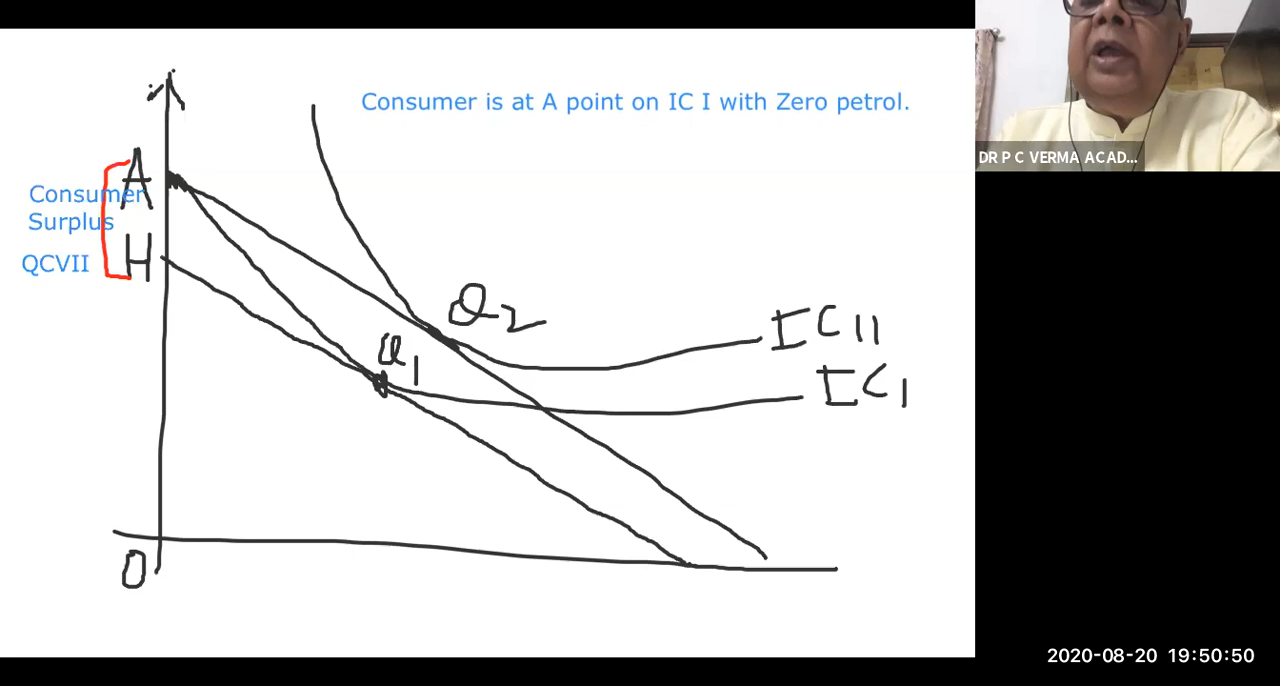 Consumer is at A point on IC I with Zero petrol.
A
Consumer
Surplus
H
QCVII
Q2
Q1
IC II
IC I
O
DR P C VERMA ACAD...
2020-08-20 19:50:50